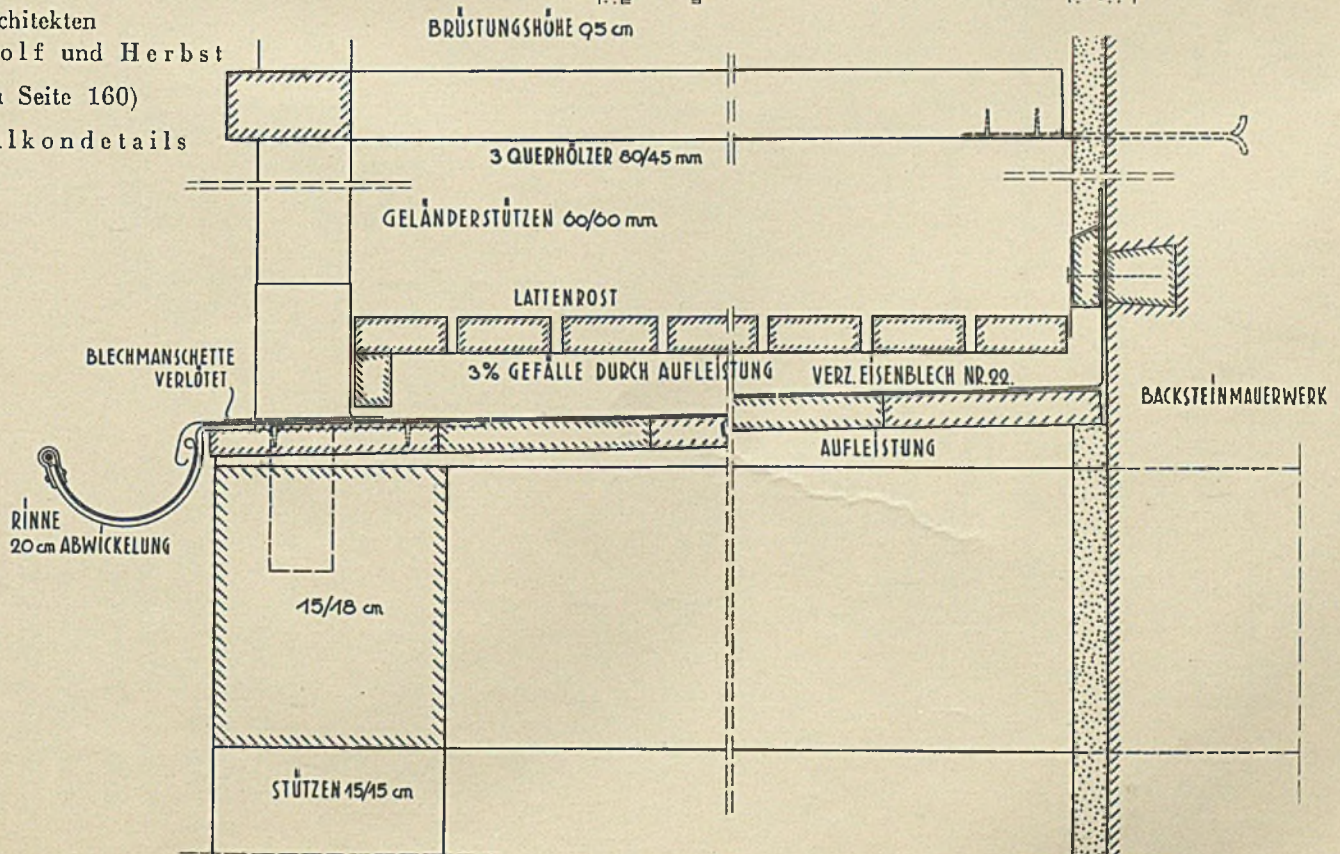 chitekten
olf und Herbst
Seite 160)
lkondetails
BRÜSTUNGSHÖHE 95 cm
3 QUERHÖLZER 80/45 mm
GELÄNDERSTÜTZEN 60/60 mm
LATTENROST
BLECHMANSCHETTE
VERLÖTET
3% GEFÄLLE DURCH AUFLEISTUNG
VERZ. EISENBLECH NR. 22.
BACKSTEINMAUERWERK
AUFLEISTUNG
RINNE
20 cm ABWICKELUNG
15/18 cm
STÜTZEN 15/15 cm